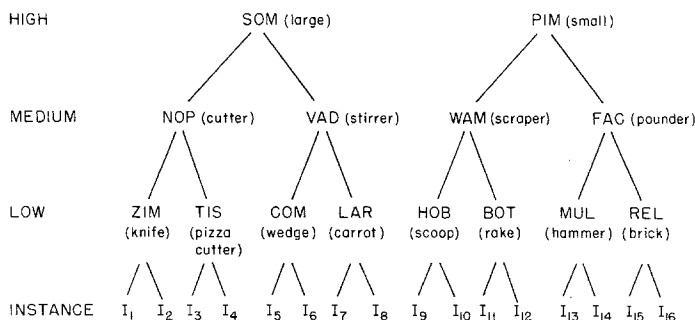 HIGH SOM (large) PIM (small)
MEDIUM NOP (cutter) VAD (stirrer) WAM (scraper) FAC (pounder)
LOW ZIM TIS COM LAR HOB BOT MUL REL
(knife) (pizza (wedge) (carrot) (scoop) (rake) (hammer) (brick)
cutter)
INSTANCE I₁ I₂ I₃ I₄ I₅ I₆ I₇ I₈ I₉ I₁₀ I₁₁ I₁₂ I₁₃ I₁₄ I₁₅ I₁₆